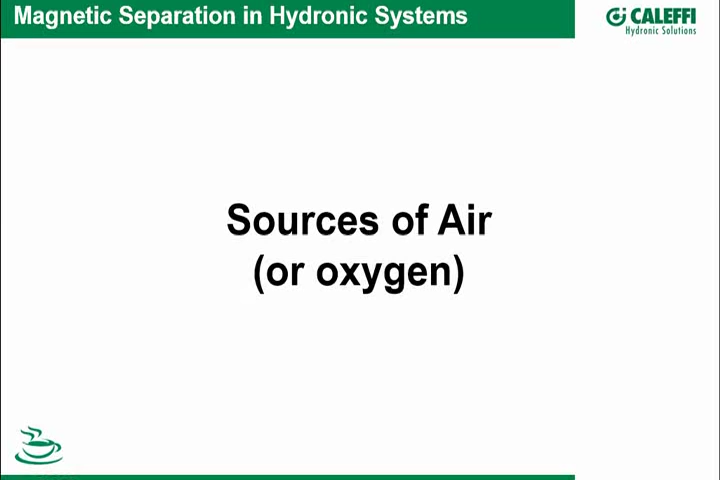 Magnetic Separation in Hydronic Systems
CALEFFI
Hydronic Solutions
Sources of Air
(or oxygen)